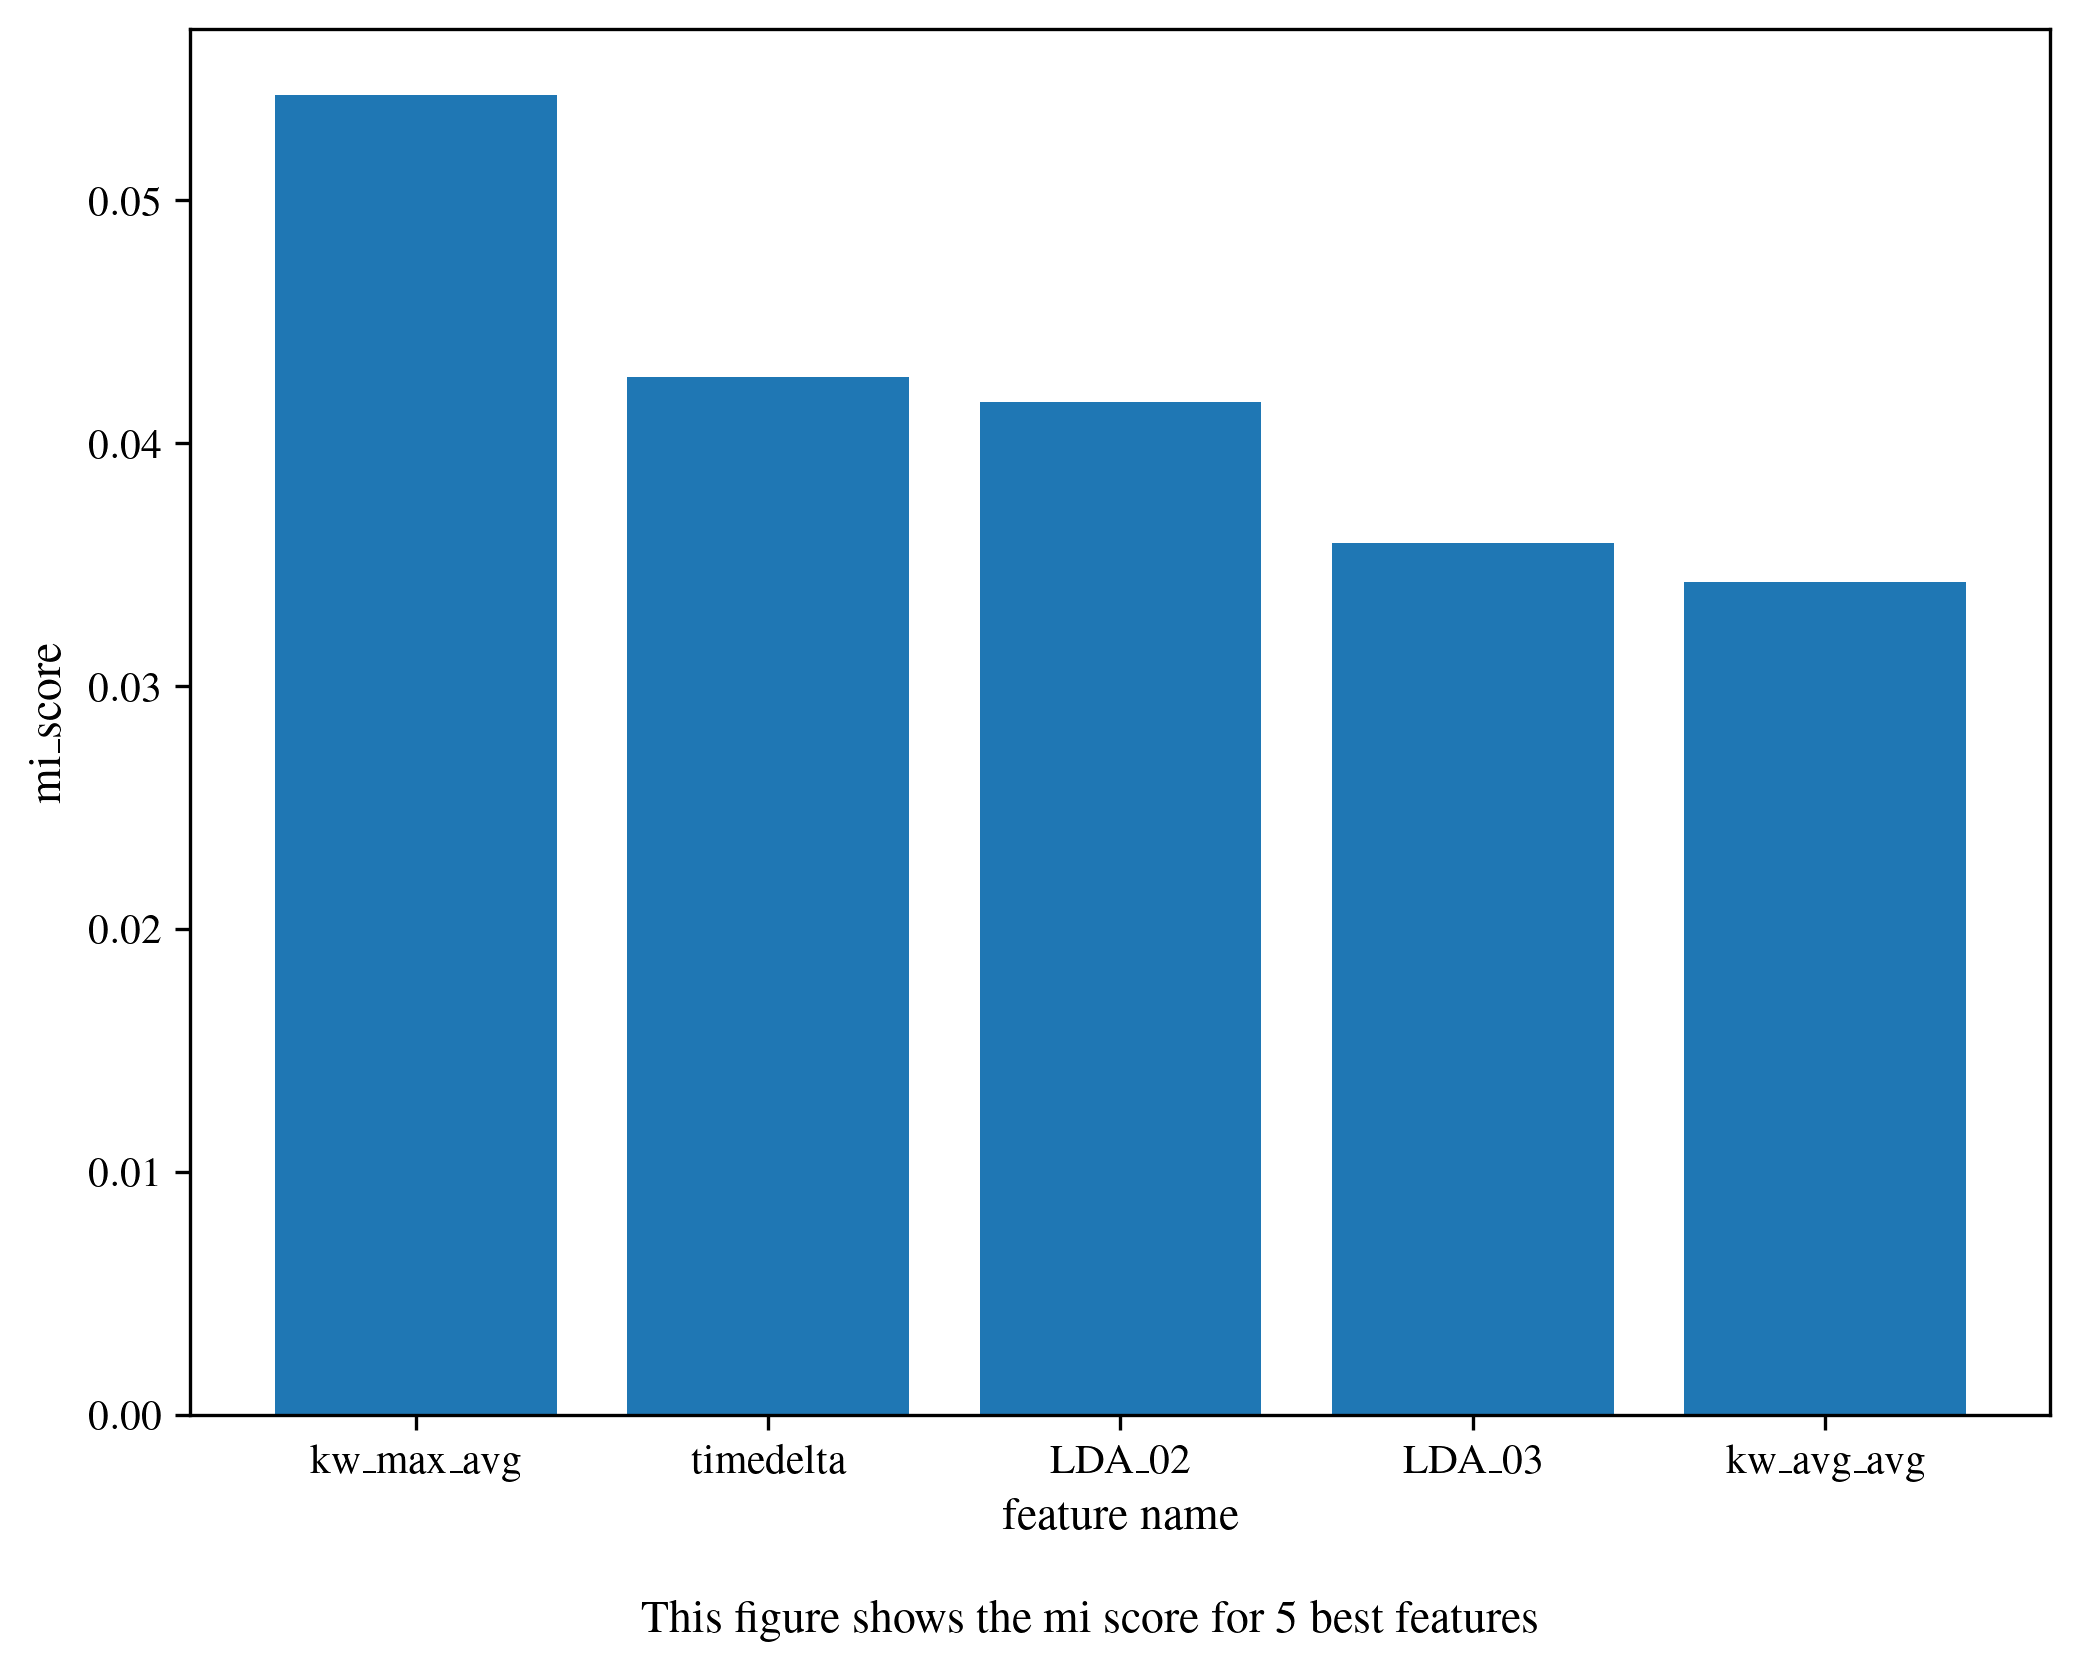 0.05
0.04
0.03
0.02
0.01
0.00
mi_score
kw_max_avg timedelta LDA_02 LDA_03 kw_avg_avg
feature name
This figure shows the mi score for 5 best features